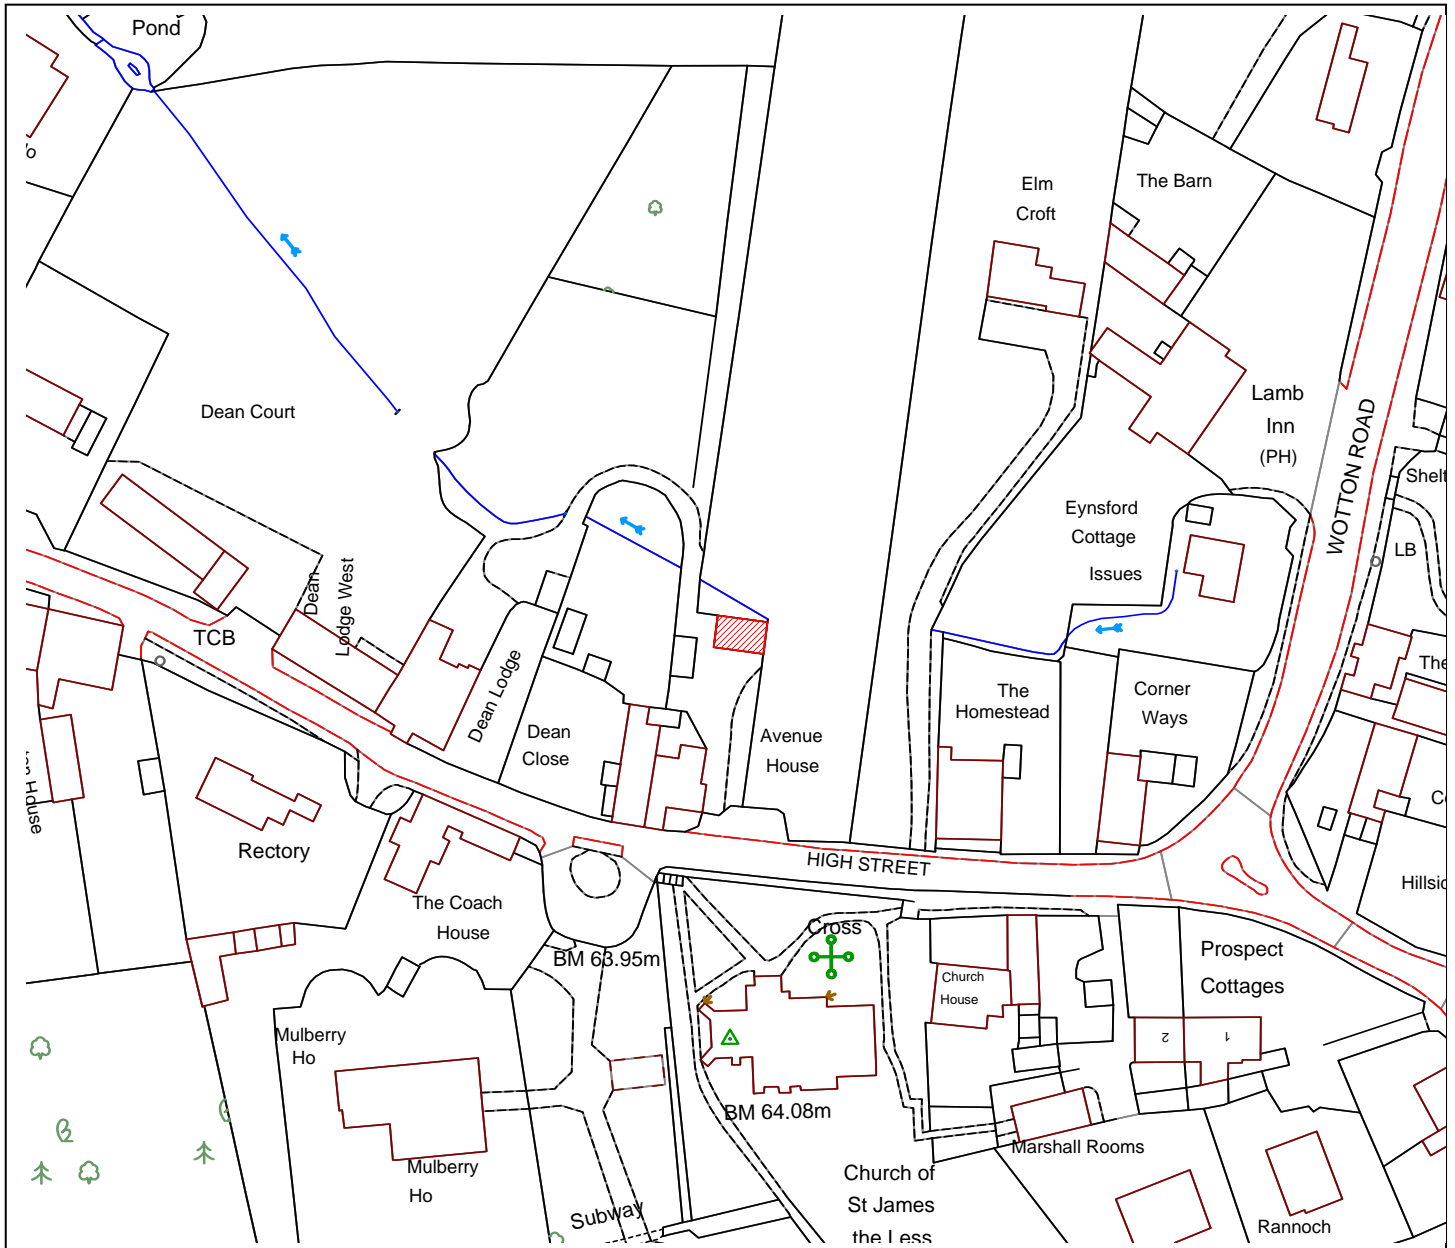 Pond
The Barn
Elm
Croft
Lamb
Inn
(PH)
Dean Court
WOTTON ROAD
Shelt
Eynsford
Cottage
Issues
LB
Dean
Lodge West
TCB
Dean Lodge
Dean
Close
Avenue
House
The
Homestead
Corner
Ways
The
House
Rectory
HIGH STREET
The Coach
House
Cross
BM 63.95m
Church
House
Prospect
Cottages
2
1
Mulberry
Ho
BM 64.08m
Mulberry
Ho
Marshall Rooms
Church of
St James
the Less
Subway
Rannoch